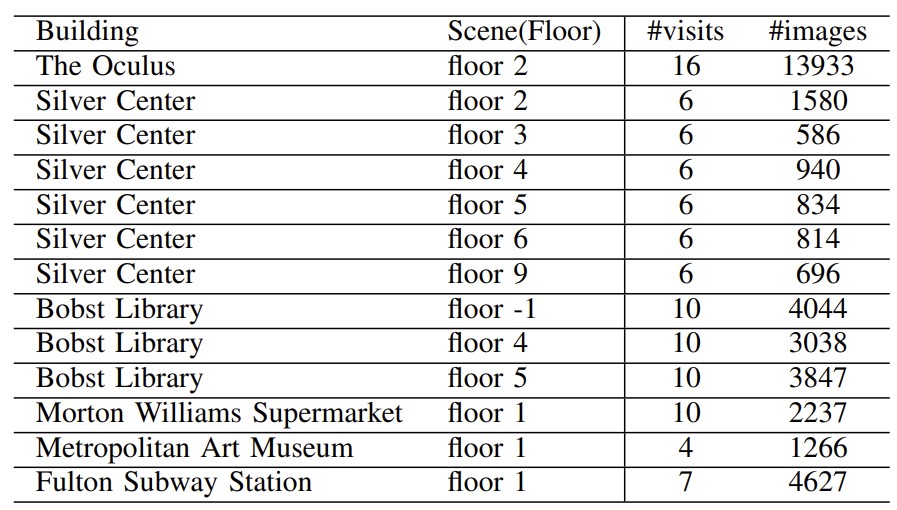 Building Scene(Floor) #visits #images
The Oculus floor 2 16 13933
Silver Center floor 2 6 1580
Silver Center floor 3 6 586
Silver Center floor 4 6 940
Silver Center floor 5 6 834
Silver Center floor 6 6 814
Silver Center floor 9 6 696
Bobst Library floor -1 10 4044
Bobst Library floor 4 10 3038
Bobst Library floor 5 10 3847
Morton Williams Supermarket floor 1 10 2237
Metropolitan Art Museum floor 1 4 1266
Fulton Subway Station floor 1 7 4627